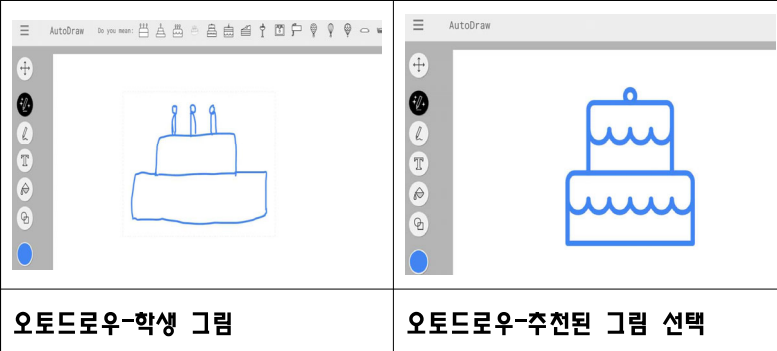 AutoDraw Do you mean:
AutoDraw
T
T
오토드로우-학생 그림
오토드로우-추천된 그림 선택